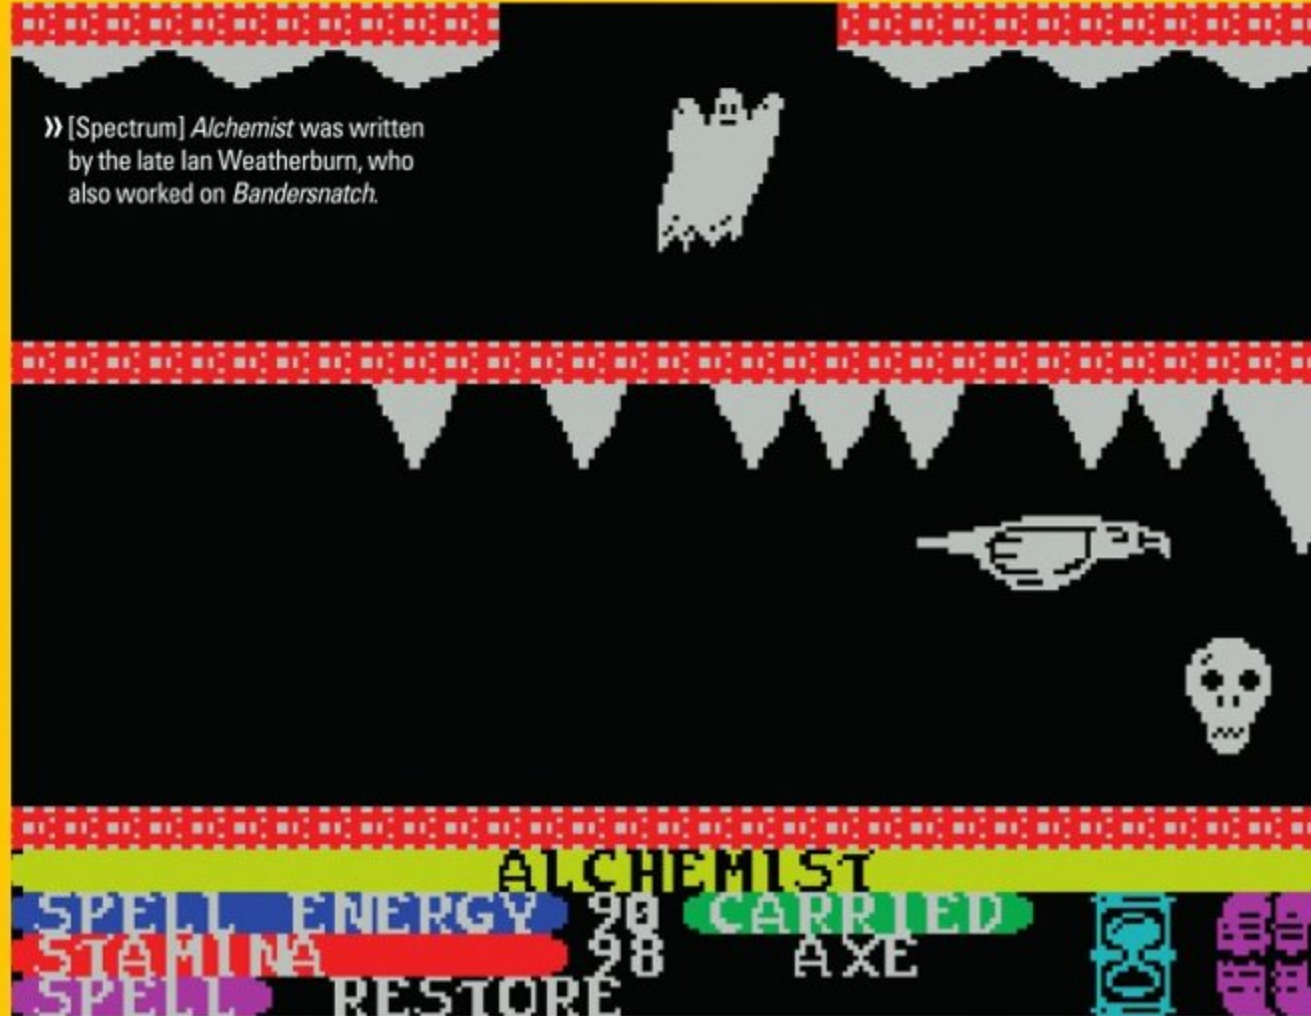 » [Spectrum] Alchemist was written
by the late Ian Weatherburn, who
also worked on Bandersnatch.
ALCHEMIST
SPELL ENERGY 90 CARRIED
STAMINA 98 AXE
SPELL RESTORE